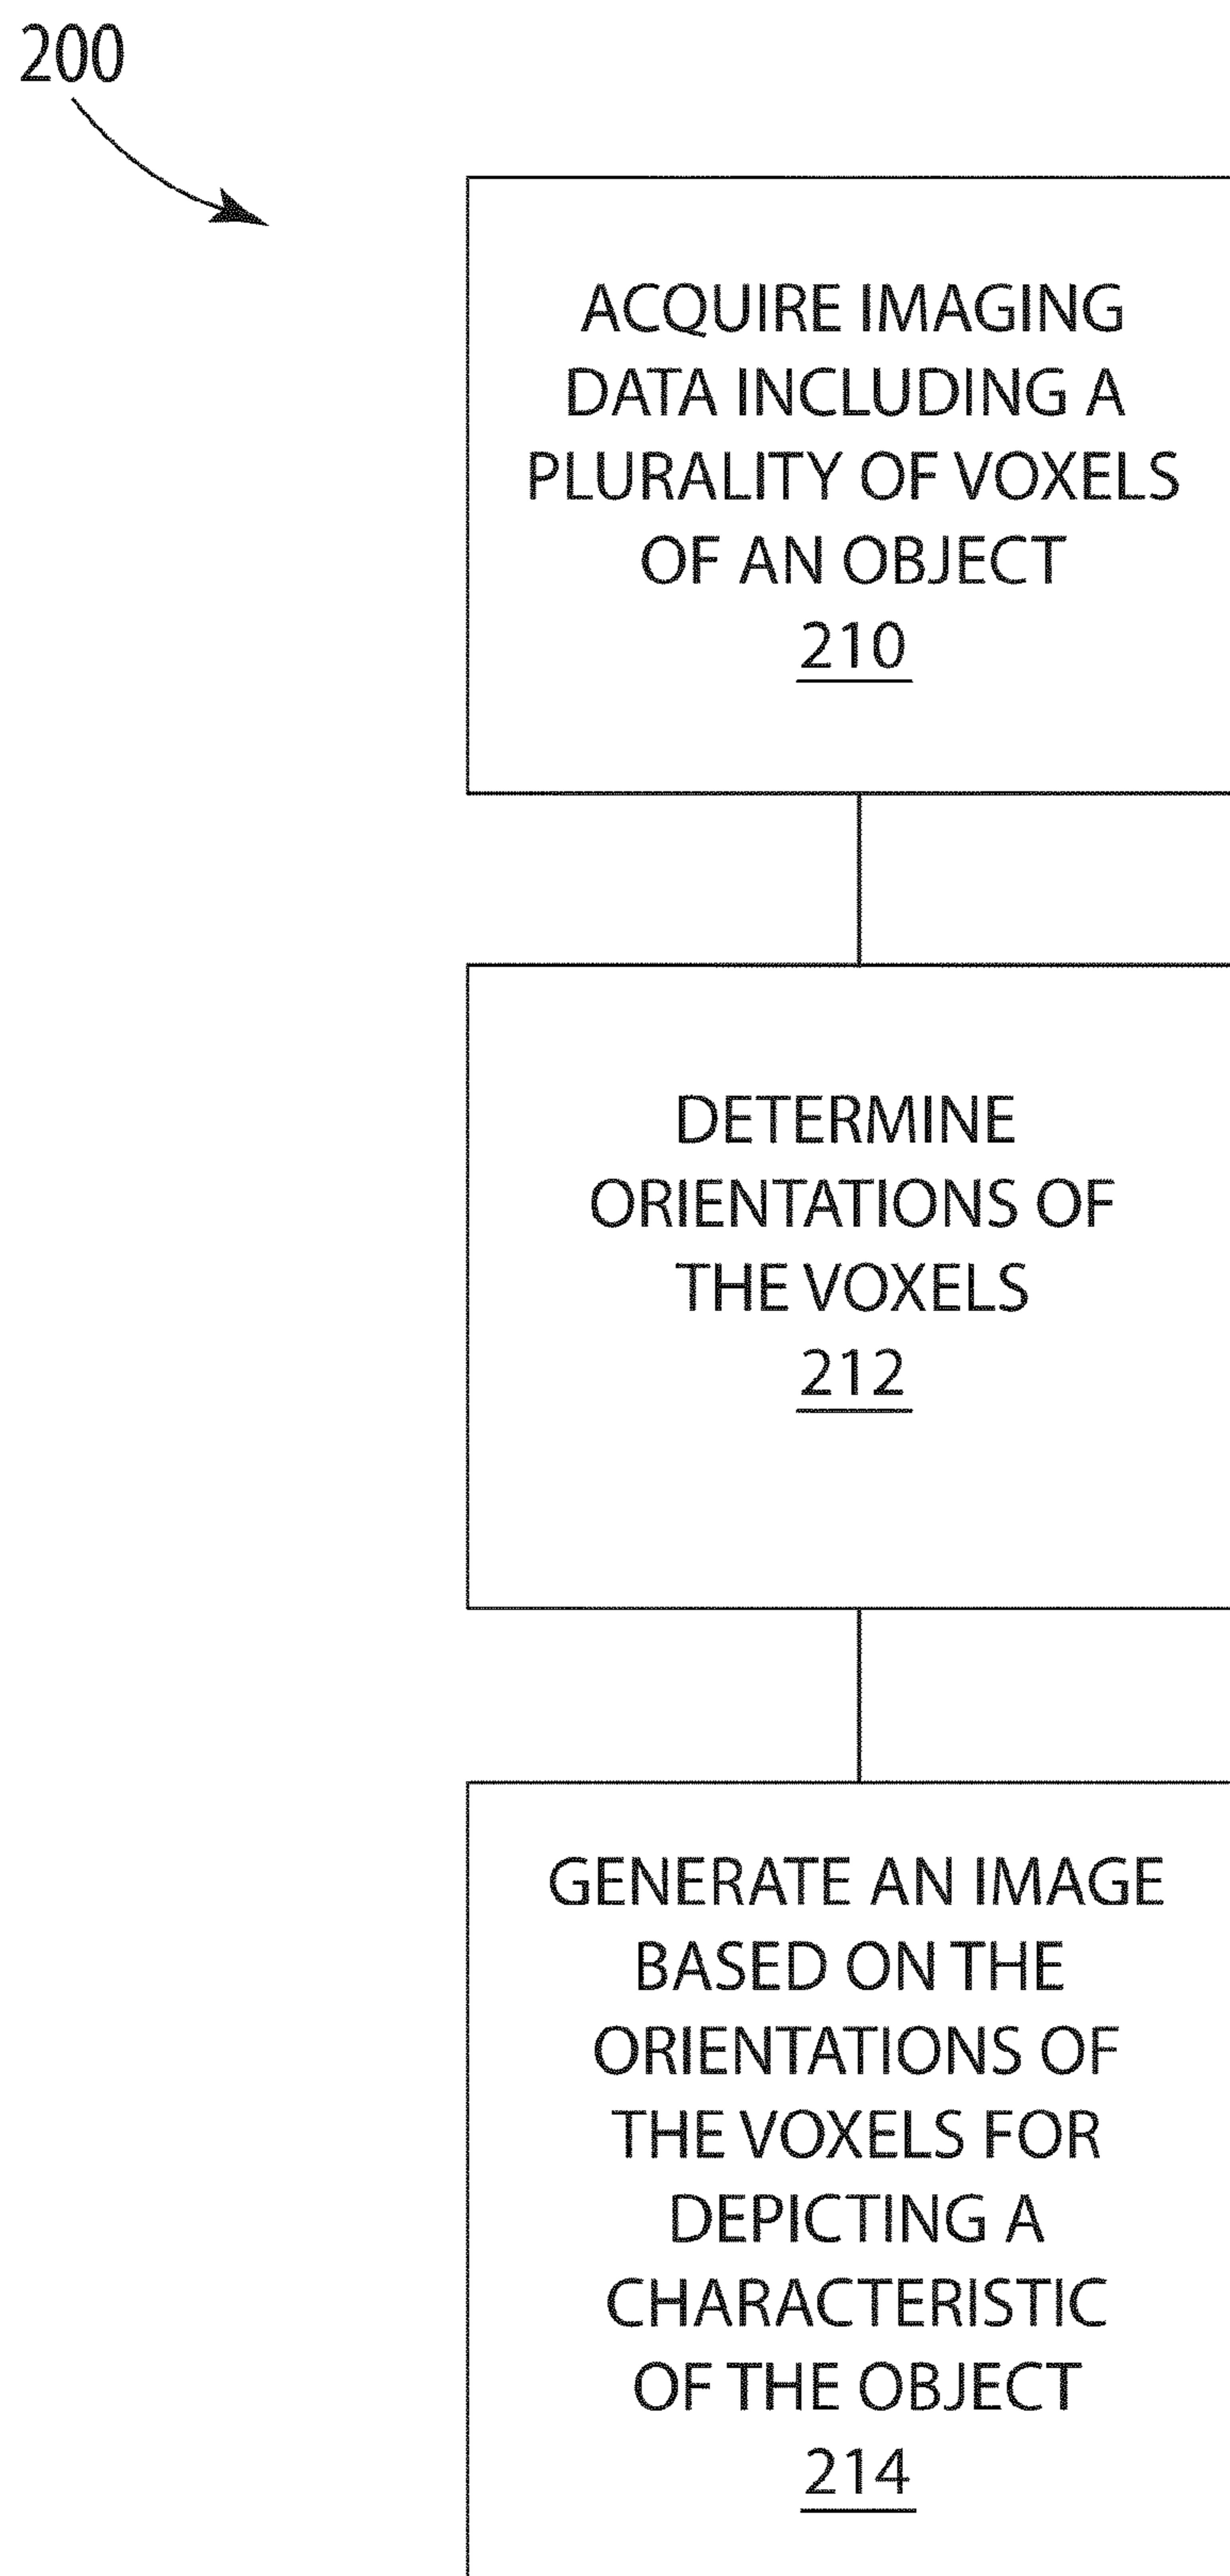 200
ACQUIRE IMAGING
DATA INCLUDING A
PLURALITY OF VOXELS
OF AN OBJECT
210
DETERMINE
ORIENTATIONS OF
THE VOXELS
212
GENERATE AN IMAGE
BASED ON THE
ORIENTATIONS OF
THE VOXELS FOR
DEPICTING A
CHARACTERISTIC
OF THE OBJECT
214